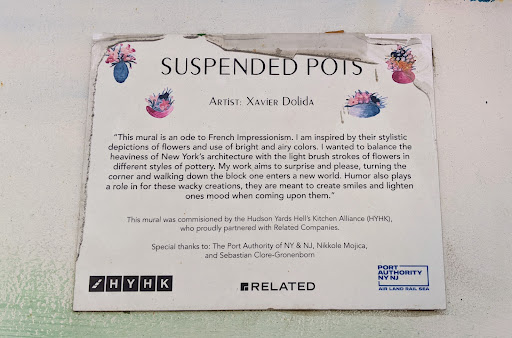 SUSPENDED POTS
ARTIST: XAVIER DOLIDA
"This mural is an ode to French Impressionism. I am inspired by their stylistic
depictions of flowers and use of bright and airy colors. I wanted to balance the
heaviness of New York's architecture with the light brush strokes of flowers in
different styles of pottery. My work aims to surprise and please, turning the
corner and walking down the block one enters a new world. Humor also plays
a role in for these wacky creations, they are meant to create smiles and lighten
ones mood when coming upon them."
This mural was commisioned by the Hudson Yards Hell's Kitchen Alliance (HYHK),
who proudly partnered with Related Companies.
Special thanks to: The Port Authority of NY & NJ, Nikkole Mojica,
and Sebastian Clore-Gronenborn
HYHK
RELATED
PORT
AUTHORITY
NY NJ
AIR LAND RAIL SEA